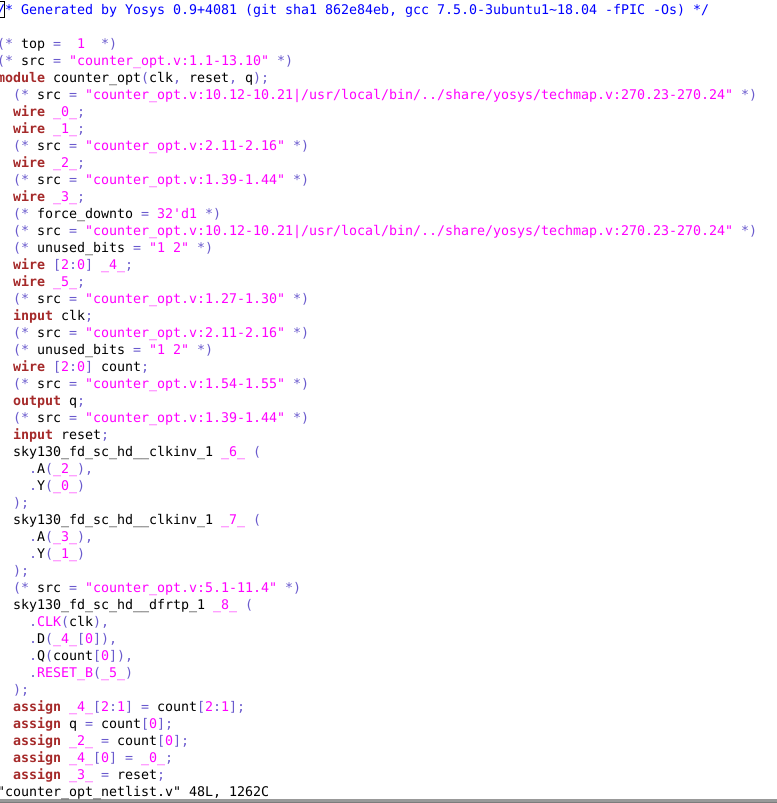 /* Generated by Yosys 0.9+4081 (git sha1 862e84eb, gcc 7.5.0-3ubuntu1~18.04 -fPIC -Os) */
(* top =  1  *)
(* src = "counter_opt.v:1.1-13.10" *)
module counter_opt(clk, reset, q);
  (* src = "counter_opt.v:10.12-10.21|/usr/local/bin/../share/yosys/techmap.v:270.23-270.24" *)
  wire _0_;
  wire _1_;
  (* src = "counter_opt.v:2.11-2.16" *)
  wire _2_;
  (* src = "counter_opt.v:1.39-1.44" *)
  wire _3_;
  (* force_downto = 32'd1 *)
  (* src = "counter_opt.v:10.12-10.21|/usr/local/bin/../share/yosys/techmap.v:270.23-270.24" *)
  (* unused_bits = "1 2" *)
  wire [2:0] _4_;
  wire _5_;
  (* src = "counter_opt.v:1.27-1.30" *)
  input clk;
  (* src = "counter_opt.v:2.11-2.16" *)
  (* unused_bits = "1 2" *)
  wire [2:0] count;
  (* src = "counter_opt.v:1.54-1.55" *)
  output q;
  (* src = "counter_opt.v:1.39-1.44" *)
  input reset;
  sky130_fd_sc_hd__clkinv_1 _6_ (
    .A(_2_),
    .Y(_0_)
  );
  sky130_fd_sc_hd__clkinv_1 _7_ (
    .A(_3_),
    .Y(_1_)
  );
  (* src = "counter_opt.v:5.1-11.4" *)
  sky130_fd_sc_hd__dfrtp_1 _8_ (
    .CLK(clk),
    .D(_4_[0]),
    .Q(count[0]),
    .RESET_B(_5_)
  );
  assign _4_[2:1] = count[2:1];
  assign q = count[0];
  assign _2_ = count[0];
  assign _4_[0] = _0_;
  assign _3_ = reset;
"counter_opt_netlist.v" 48L, 1262C